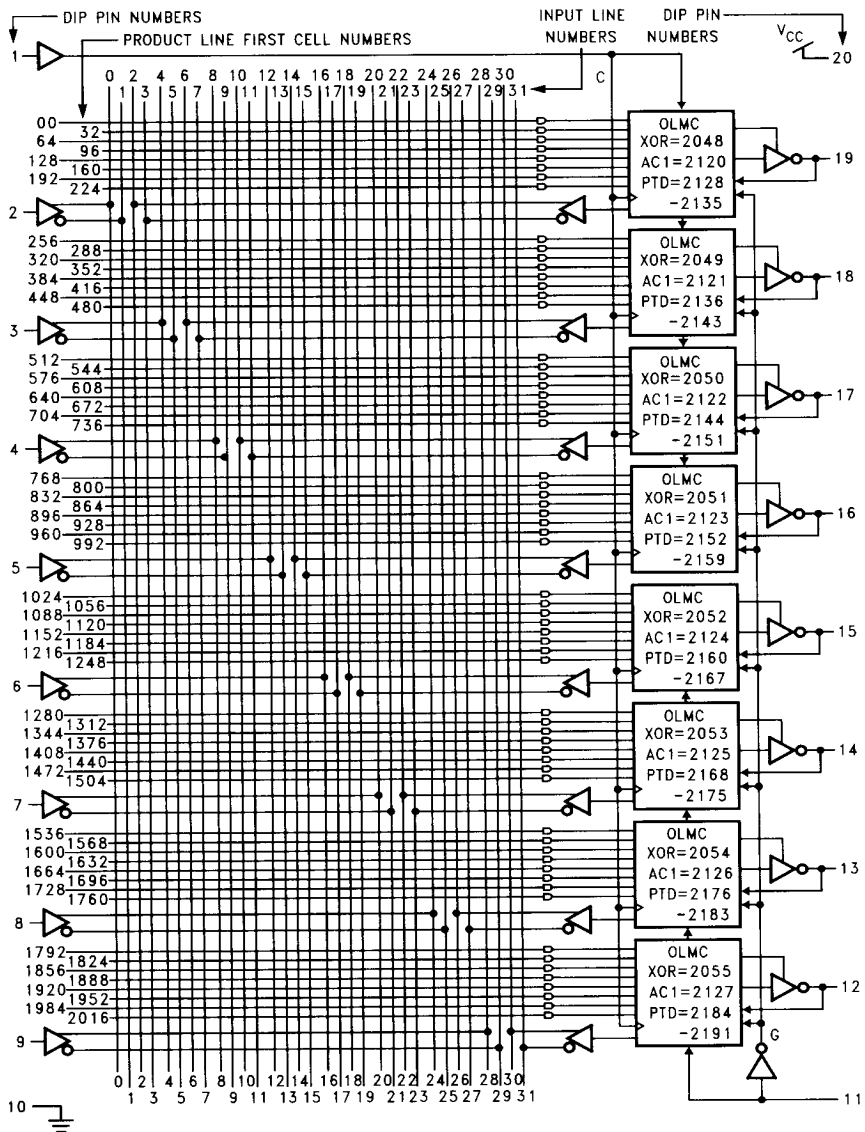 DIP PIN NUMBERS
INPUT LINE NUMBERS
DIP PIN NUMBERS
PRODUCT LINE FIRST CELL NUMBERS
VCC
1
20
0 2 4 6 8 10 12 14 16 18 20 22 24 26 28 30
1 3 5 7 9 11 13 15 17 19 21 23 25 27 29 31
C
00
32
64
96
128
160
192
224
OLMC
XOR=2048
AC1=2120
PTD=2128
-2135
19
2
256
288
320
352
384
416
448
480
OLMC
XOR=2049
AC1=2121
PTD=2136
-2143
18
3
512
544
576
608
640
672
704
736
OLMC
XOR=2050
AC1=2122
PTD=2144
-2151
17
4
768
800
832
864
896
928
960
992
OLMC
XOR=2051
AC1=2123
PTD=2152
-2159
16
5
1024
1056
1088
1120
1152
1184
1216
1248
OLMC
XOR=2052
AC1=2124
PTD=2160
-2167
15
6
1280
1312
1344
1376
1408
1440
1472
1504
OLMC
XOR=2053
AC1=2125
PTD=2168
-2175
14
7
1536
1568
1600
1632
1664
1696
1728
1760
OLMC
XOR=2054
AC1=2126
PTD=2176
-2183
13
8
1792
1824
1856
1888
1920
1952
1984
2016
OLMC
XOR=2055
AC1=2127
PTD=2184
-2191
12
9
G
0 2 4 6 8 10 12 14 16 18 20 22 24 26 28 30
1 3 5 7 9 11 13 15 17 19 21 23 25 27 29 31
10
11